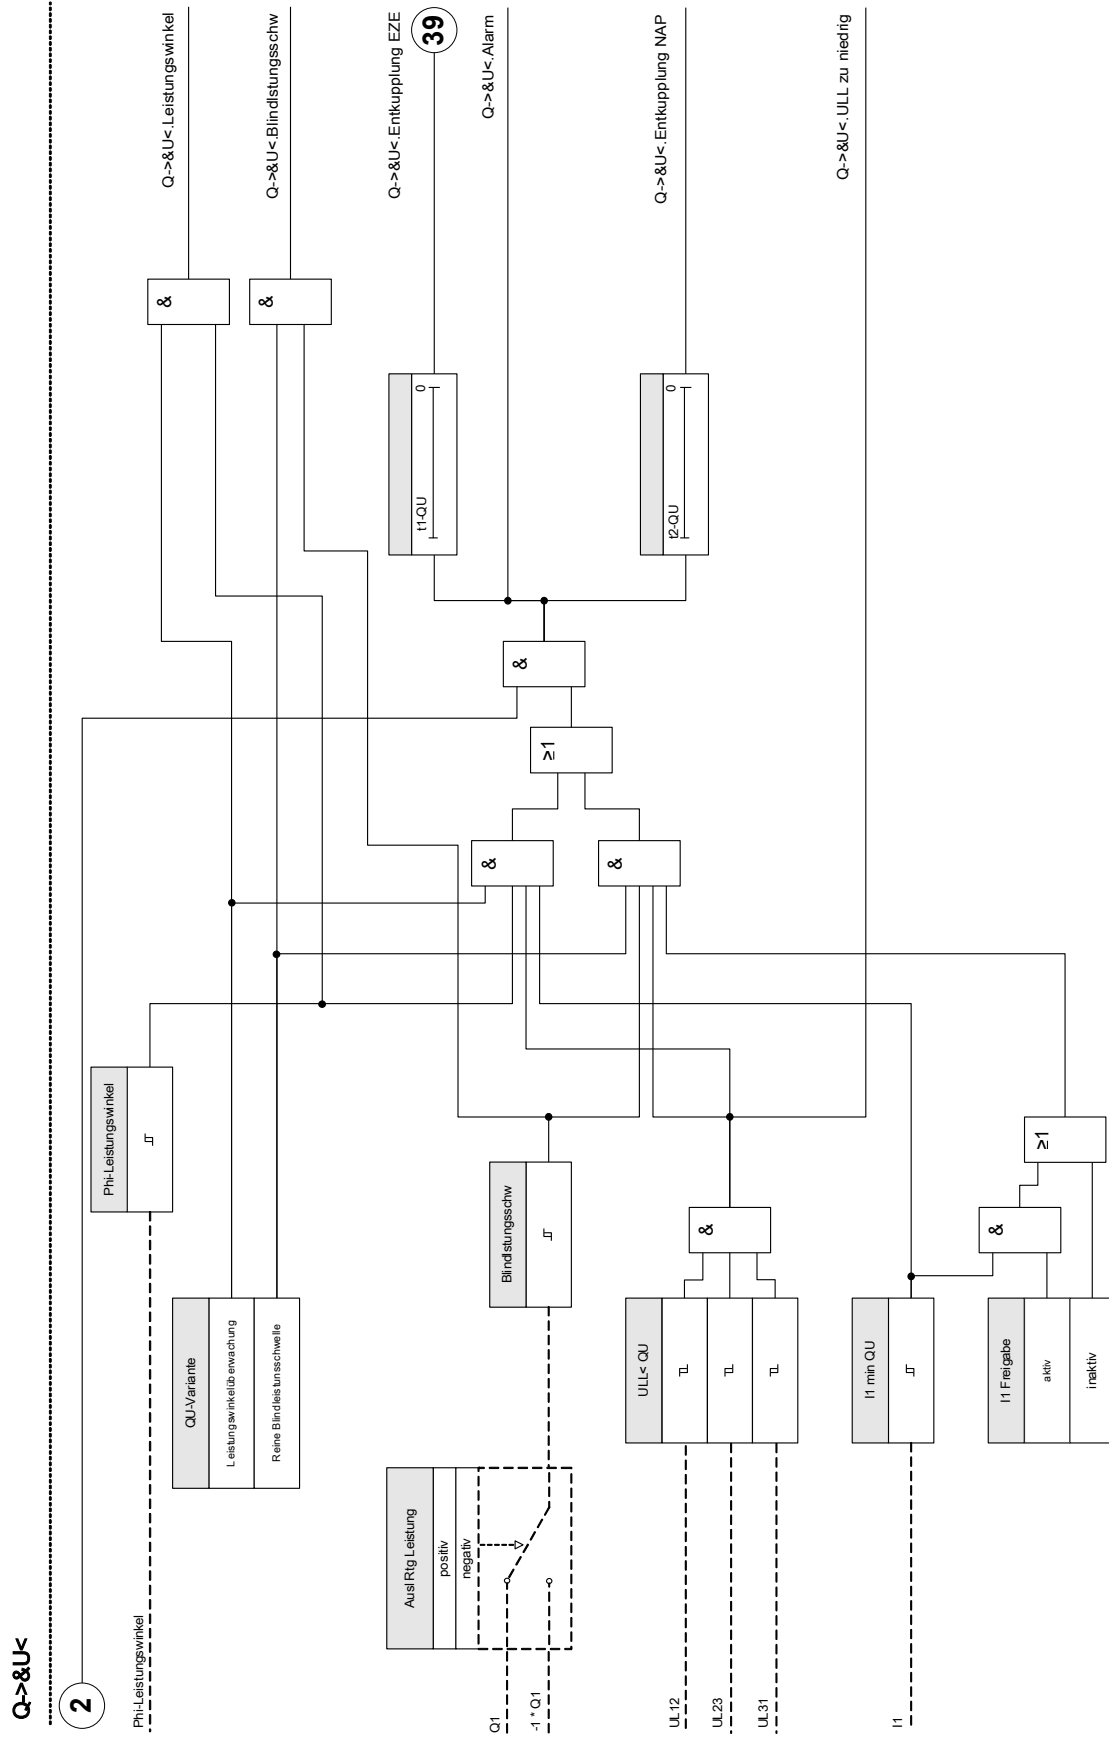 Q->&U<
2
Phi-Leistungswinkel
Phi-Leistungswinkel
QU-Variante
Leistungswinkelüberwachung
Reine Blindleistunsschwelle
Q1
-1 * Q1
Ausl Rtg Leistung
positiv
negativ
Blindlstungsschw
UL12
UL23
UL31
ULL< QU
&
I1
I1 min QU
I1 Freigabe
aktiv
inaktiv
&
≥1
&
&
≥1
&
t1-QU
0
t2-QU
0
&
&
Q->&U<.Leistungswinkel
Q->&U<.Blindlstungsschw
Q->&U<.Entkupplung EZE
39
Q->&U<.Alarm
Q->&U<.Entkupplung NAP
Q->&U<.ULL zu niedrig